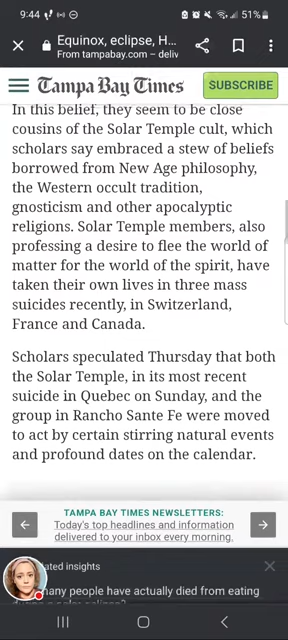 9:44
51%
Equinox, eclipse, H...
From tampabay.com – deliv
Tampa Bay Times
SUBSCRIBE
In this belief, they seem to be close
cousins of the Solar Temple cult, which
scholars say embraced a stew of beliefs
borrowed from New Age philosophy,
the Western occult tradition,
gnosticism and other apocalyptic
religions. Solar Temple members, also
professing a desire to flee the world of
matter for the world of the spirit, have
taken their own lives in three mass
suicides recently, in Switzerland,
France and Canada.
Scholars speculated Thursday that both
the Solar Temple, in its most recent
suicide in Quebec on Sunday, and the
group in Rancho Sante Fe were moved
to act by certain stirring natural events
and profound dates on the calendar.
TAMPA BAY TIMES NEWSLETTERS:
Today's top headlines and information
delivered to your inbox every morning.
ated insights
many people have actually died from eating